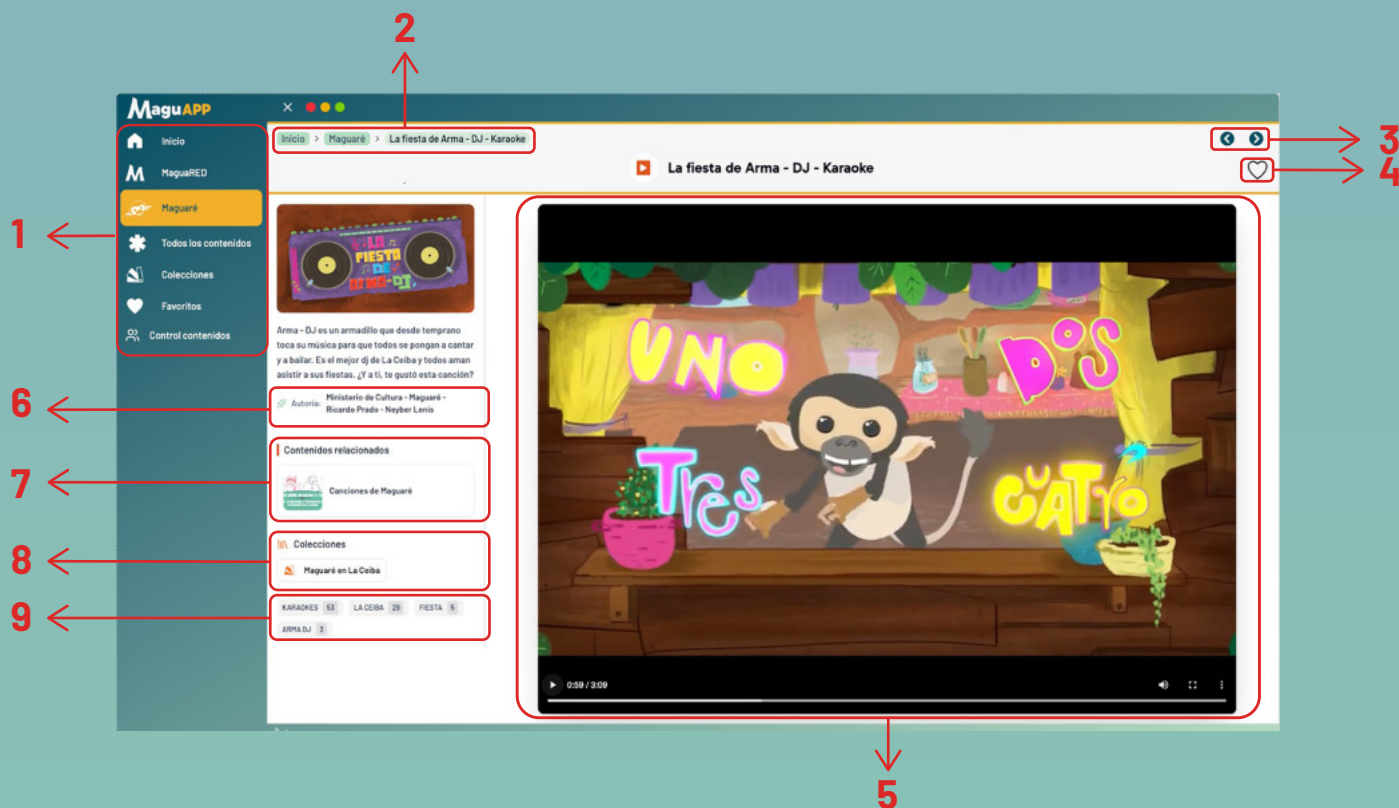 2
MaguAPP
Inicio
MaguaRED
Maguaré
Todos los contenidos
Colecciones
Favoritos
Control contenidos
1
Inicio > Maguaré > La fiesta de Arma - DJ - Karaoke
3
La fiesta de Arma - DJ - Karaoke
4
LA
FIESTA
DE
Arma - DJ es un armadillo que desde temprano
toca su música para que todos se pongan a cantar
y a bailar. Es el mejor dj de La Ceiba y todos aman
asistir a sus fiestas. ¿Y a ti, te gustó esta canción?
6
Autoría: Ministerio de Cultura - Maguaré -
Ricardo Prado - Neyber Lenis
7
Contenidos relacionados
Canciones de Maguaré
8
Colecciones
Maguaré en La Ceiba
9
KARAOKES 53 LA CEIBA 29 FIESTA 5
ARMA DJ 3
UNO
DOS
TRES
CUATRO
0:59 / 3:09
5